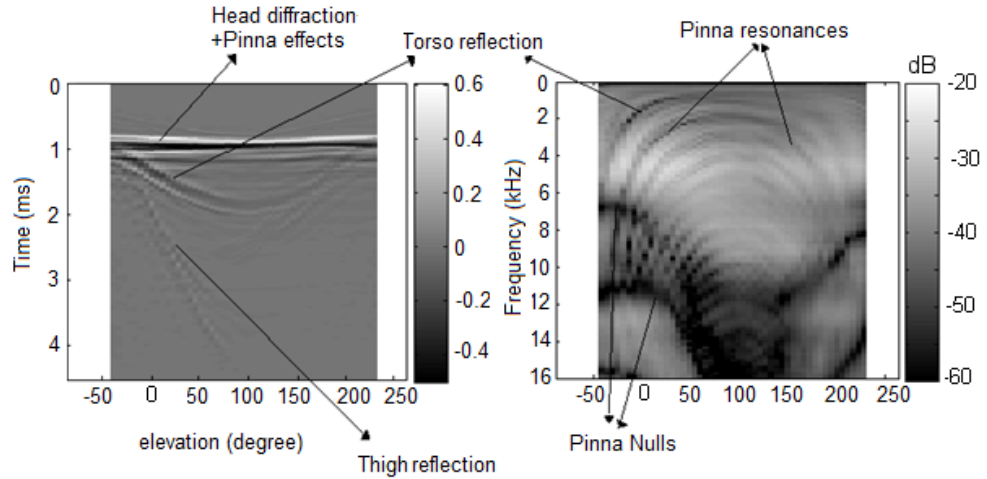 Head diffraction
+Pinna effects
Torso reflection
Pinna resonances
dB
0
1
2
3
4
Time (ms)
-50 0 50 100 150 200 250
elevation (degree)
0.6
0.4
0.2
0
-0.2
-0.4
Thigh reflection
0
2
4
6
8
10
12
14
16
Frequency (kHz)
-50 0 50 100 150 200 250
-20
-30
-40
-50
-60
Pinna Nulls